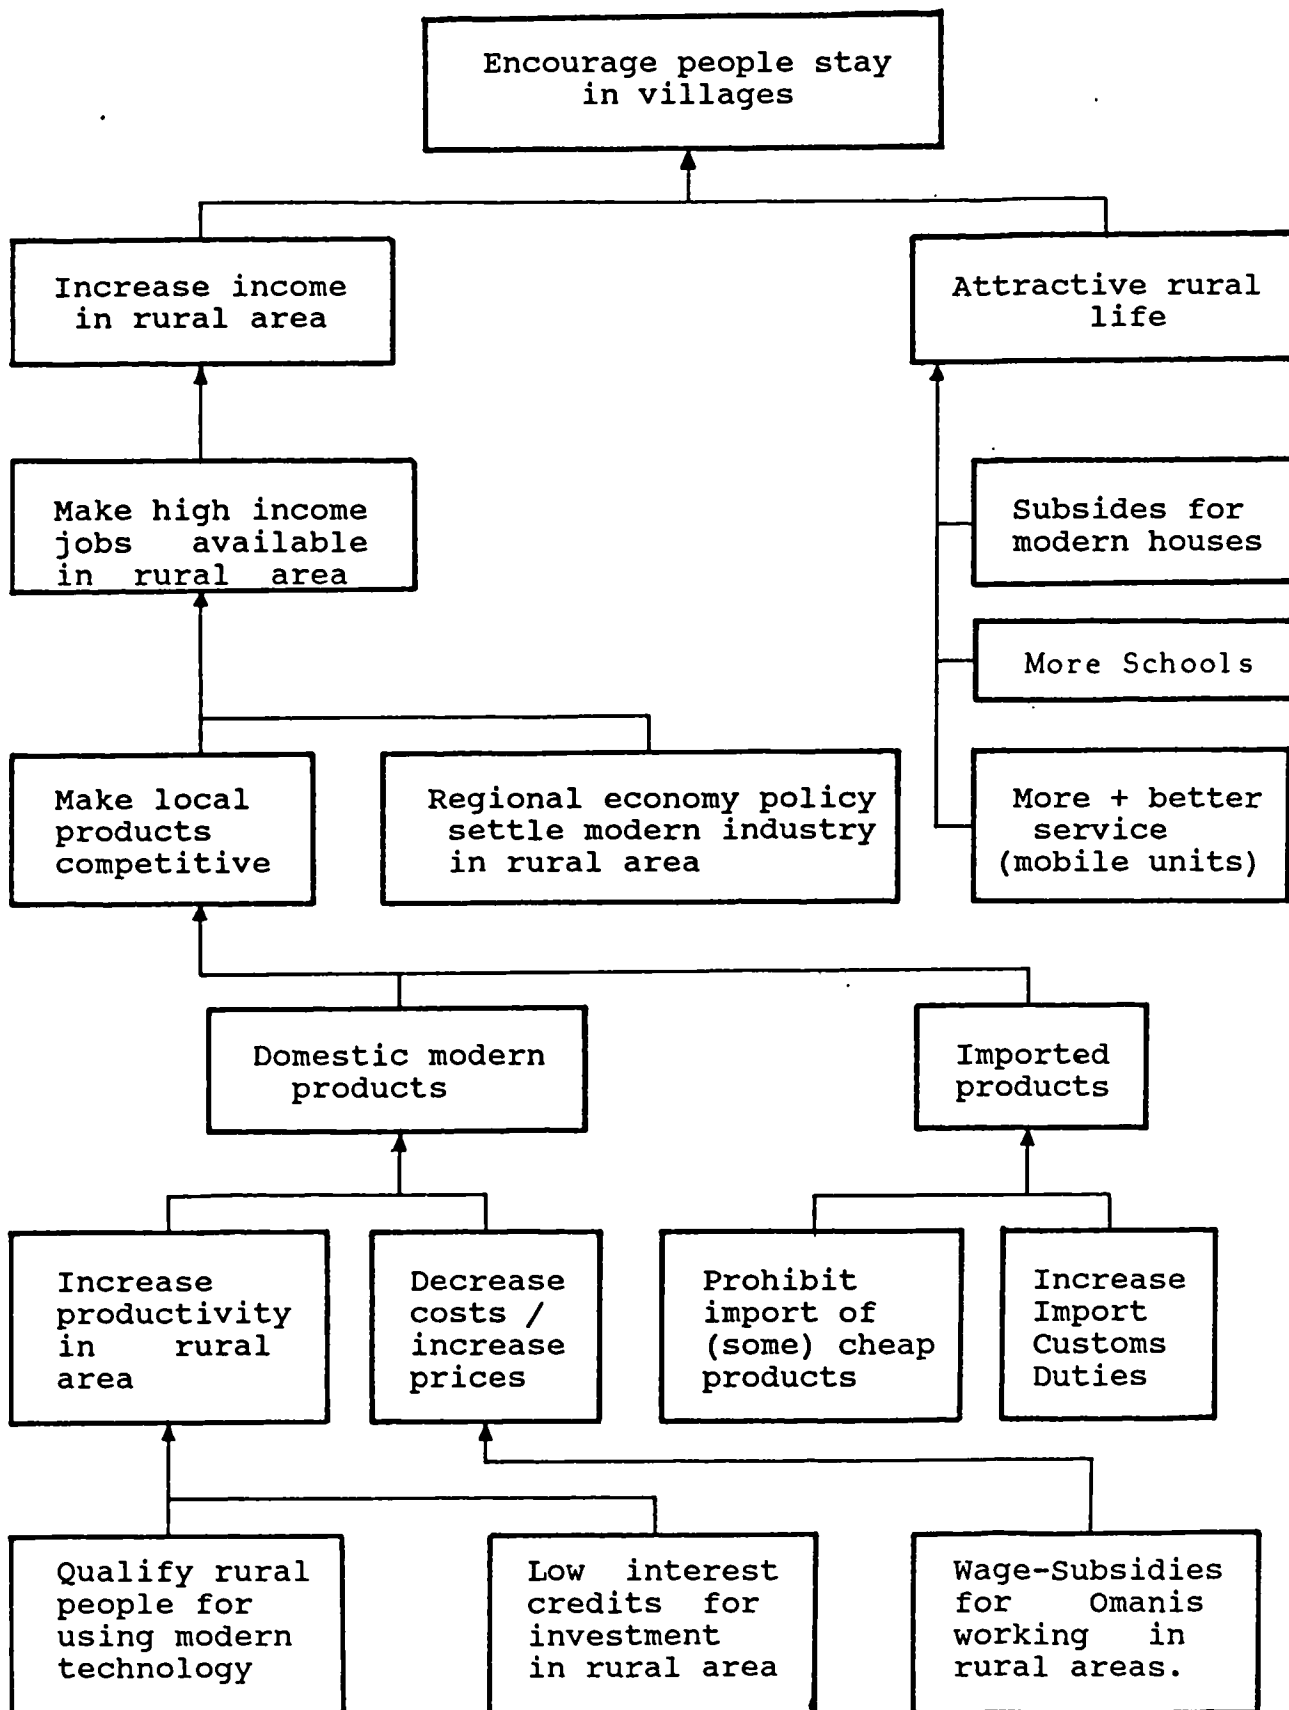 Encourage people stay
in villages
Increase income
in rural area
Attractive rural
life
Make high income
jobs available
in rural area
Subsides for
modern houses
More Schools
Make local
products
competitive
Regional economy policy
settle modern industry
in rural area
More + better
service
(mobile units)
Domestic modern
products
Imported
products
Increase
productivity
in rural
area
Decrease
costs /
increase
prices
Prohibit
import of
(some) cheap
products
Increase
Import
Customs
Duties
Qualify rural
people for
using modern
technology
Low interest
credits for
investment
in rural area
Wage-Subsidies
for Omanis
working in
rural areas.